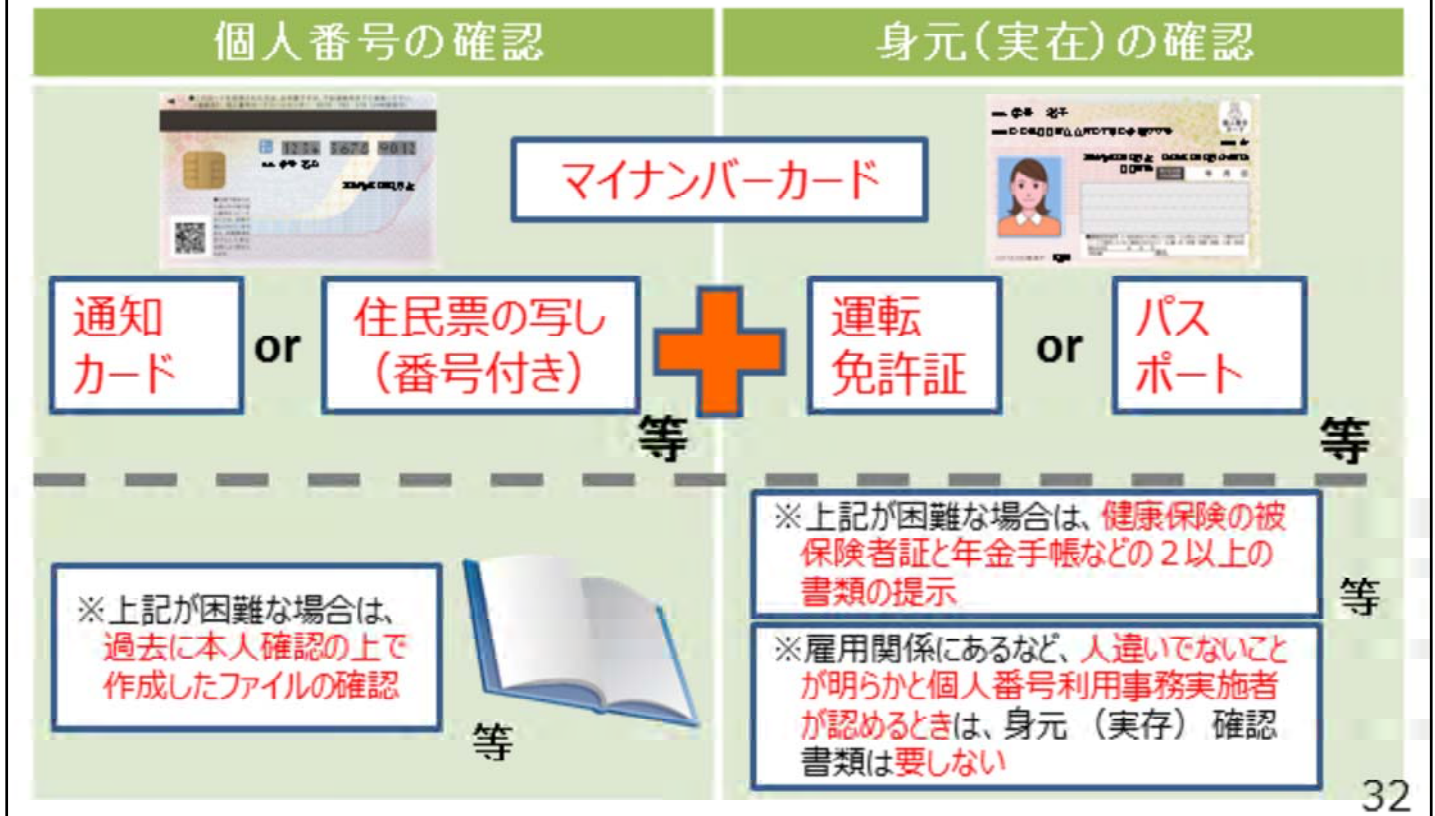 個人番号の確認
身元(実在)の確認
1234 5678 9012
マイナンバーカード
通知
カード
or
住民票の写し
(番号付き)
等
運転
免許証
or
パス
ポート
等
※上記が困難な場合は、
過去に本人確認の上で
作成したファイルの確認
等
※上記が困難な場合は、健康保険の被
保険者証と年金手帳などの2以上の
書類の提示
等
※雇用関係にあるなど、人違いでないこと
が明らかと個人番号利用事務実施者
が認めるときは、身元 (実存) 確認
書類は要しない
32